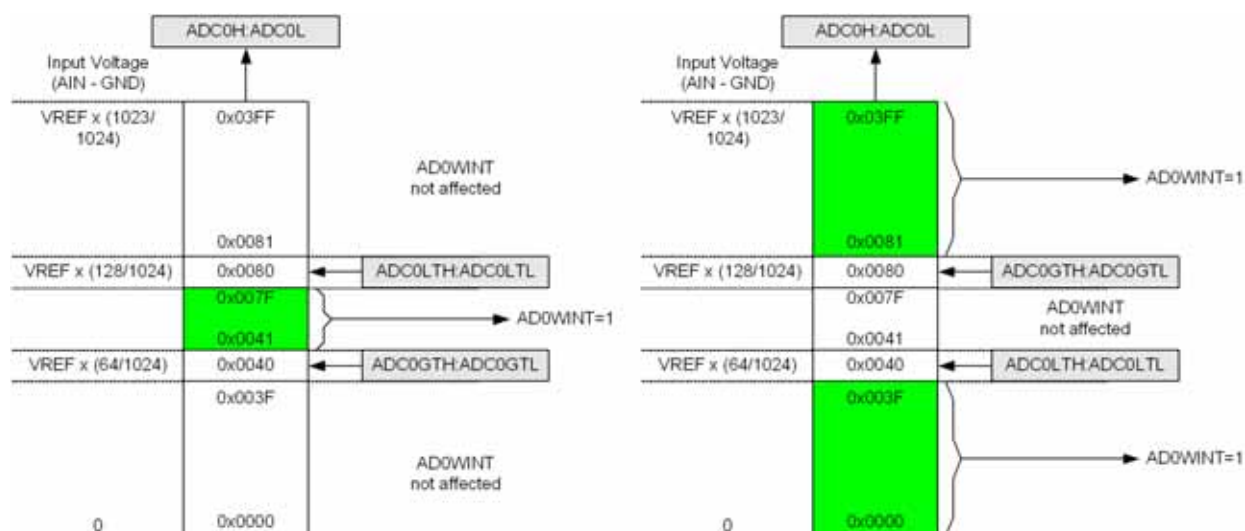 ADC0H:ADC0L
Input Voltage
(AIN - GND)
VREF x (1023/
1024)
0x03FF
AD0WINT
not affected
0x0081
VREF x (128/1024)
0x0080
ADC0LTH:ADC0LTL
0x007F
AD0WINT=1
0x0041
VREF x (64/1024)
0x0040
ADC0GTH:ADC0GTL
0x003F
AD0WINT
not affected
0
0x0000
ADC0H:ADC0L
Input Voltage
(AIN - GND)
VREF x (1023/
1024)
0x03FF
AD0WINT=1
0x0081
VREF x (128/1024)
0x0080
ADC0GTH:ADC0GTL
0x007F
AD0WINT
not affected
0x0041
VREF x (64/1024)
0x0040
ADC0LTH:ADC0LTL
0x003F
AD0WINT=1
0
0x0000